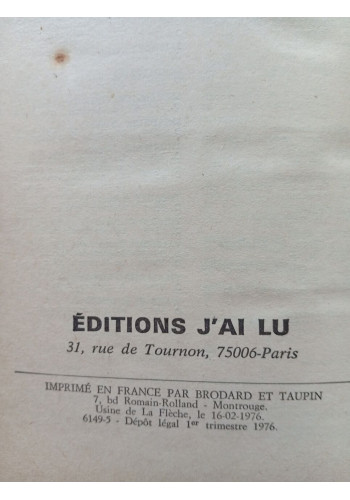 ÉDITIONS J'AI LU
31, rue de Tournon, 75006-Paris
IMPRIMÉ EN FRANCE PAR BRODARD ET TAUPIN
7, bd Romain-Rolland - Montrouge.
Usine de La Flèche, le 16-02-1976.
6149-5 - Dépôt légal 1er trimestre 1976.